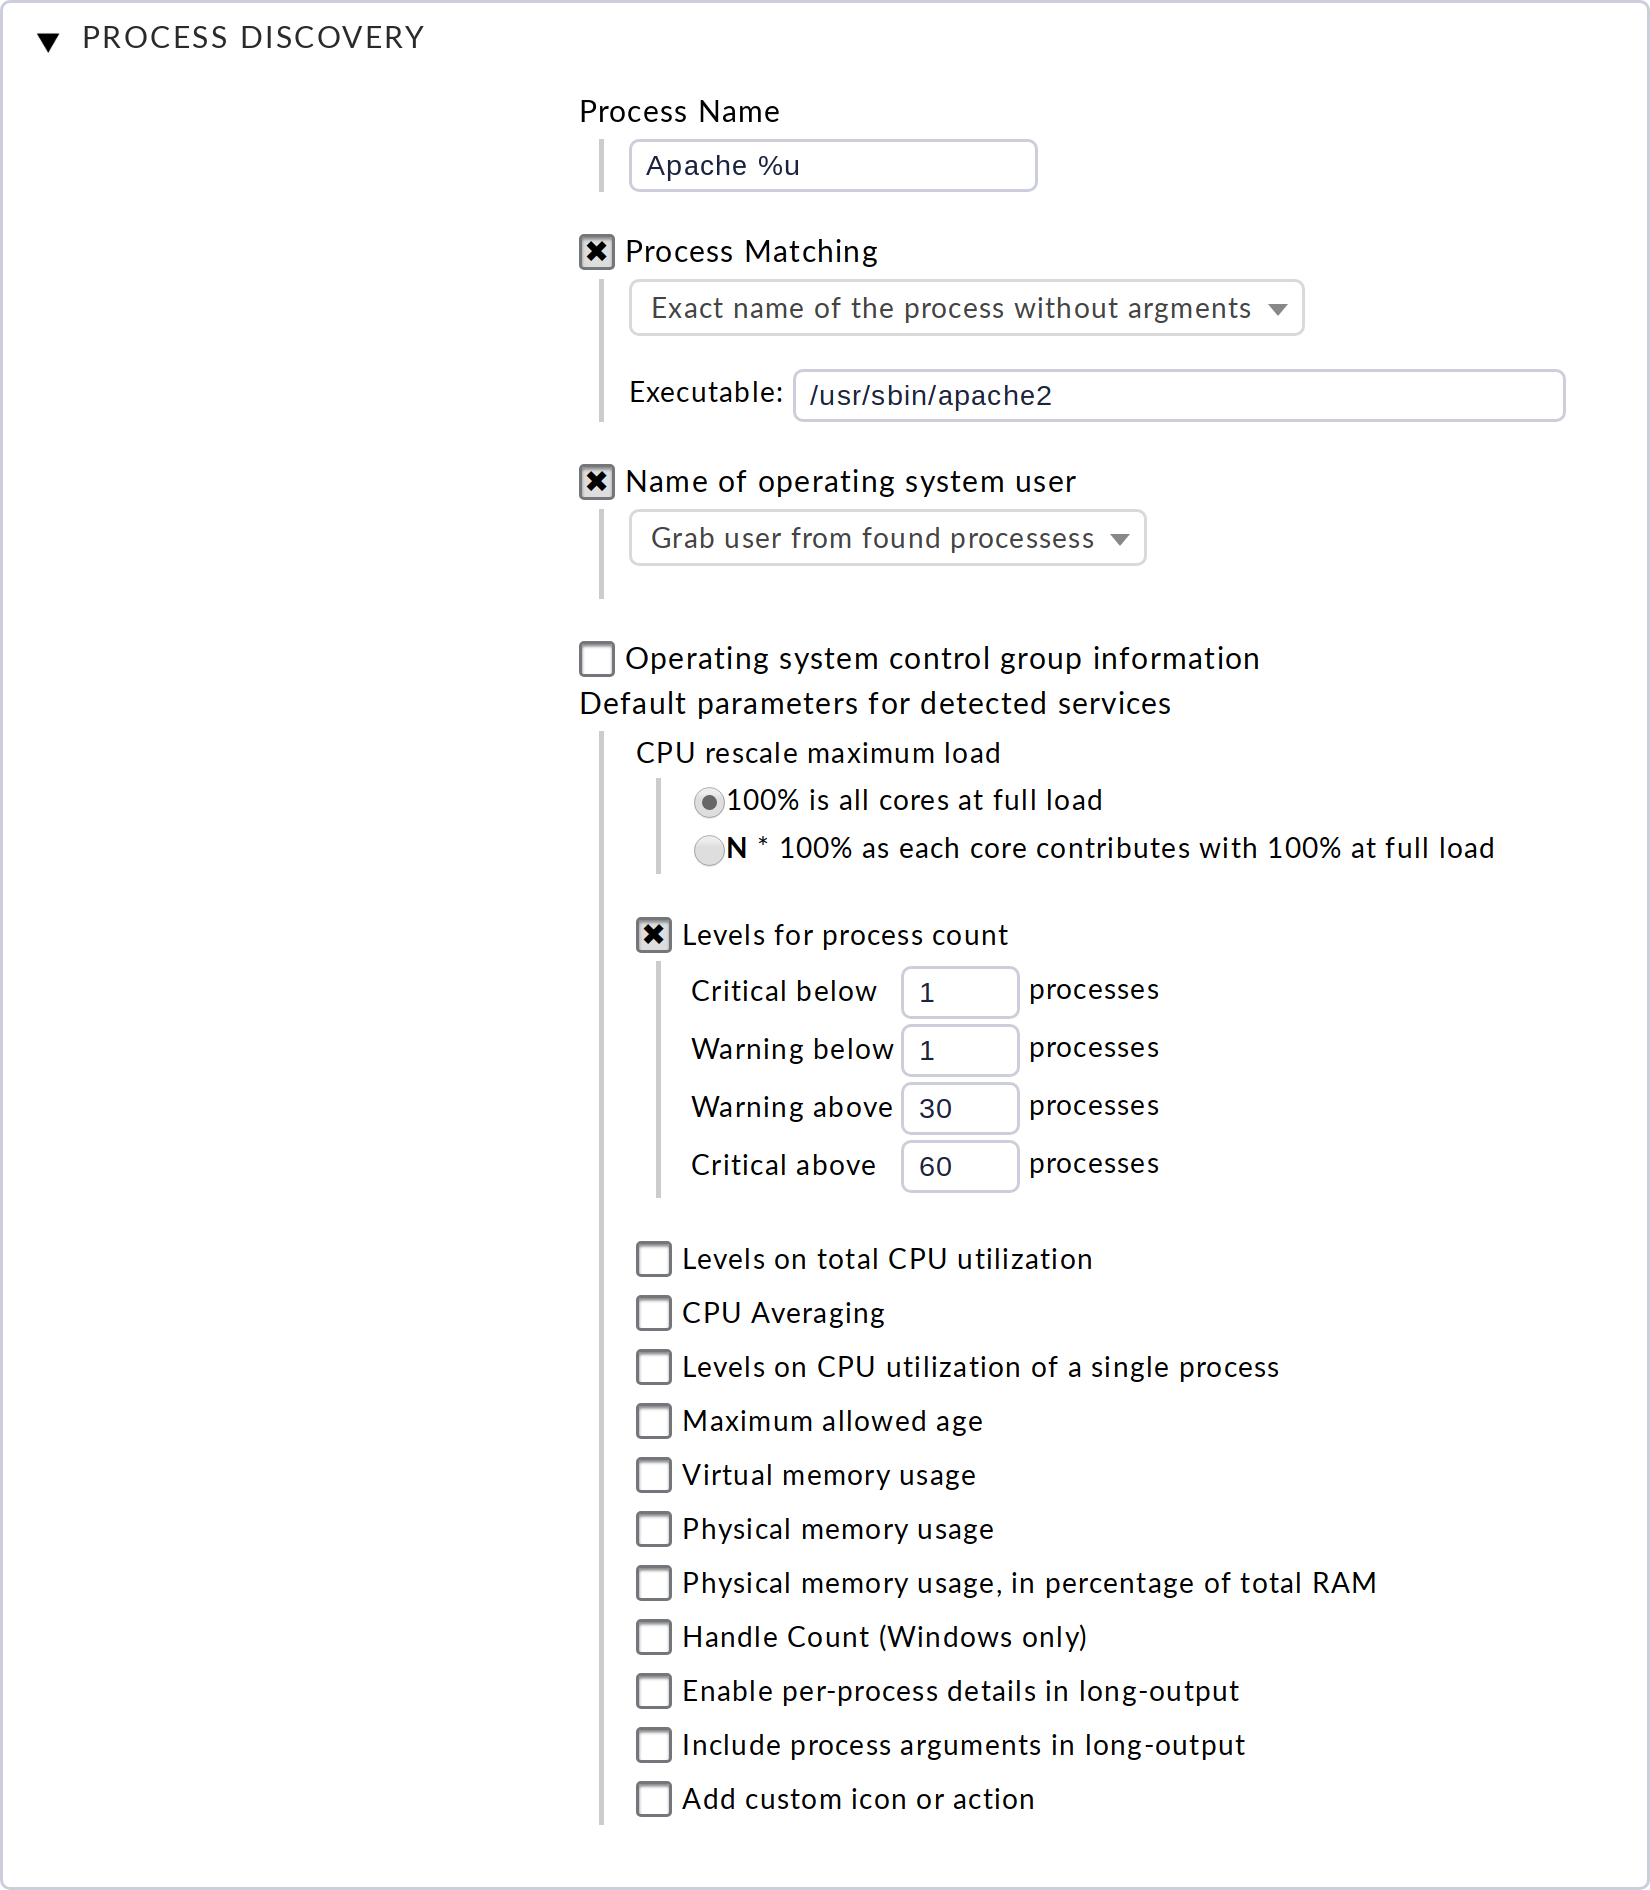 PROCESS DISCOVERY
Process Name
Apache %u
Process Matching
Exact name of the process without argments
Executable: /usr/sbin/apache2
Name of operating system user
Grab user from found processess
Operating system control group information
Default parameters for detected services
CPU rescale maximum load
100% is all cores at full load
N * 100% as each core contributes with 100% at full load
Levels for process count
Critical below 1 processes
Warning below 1 processes
Warning above 30 processes
Critical above 60 processes
Levels on total CPU utilization
CPU Averaging
Levels on CPU utilization of a single process
Maximum allowed age
Virtual memory usage
Physical memory usage
Physical memory usage, in percentage of total RAM
Handle Count (Windows only)
Enable per-process details in long-output
Include process arguments in long-output
Add custom icon or action